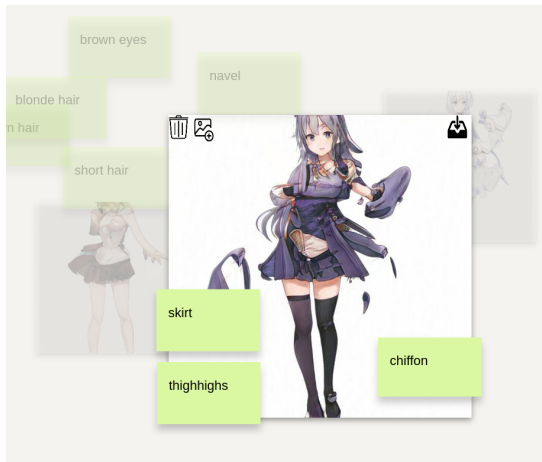 brown eyes
navel
blonde hair
n hair
short hair
skirt
chiffon
thighhighs